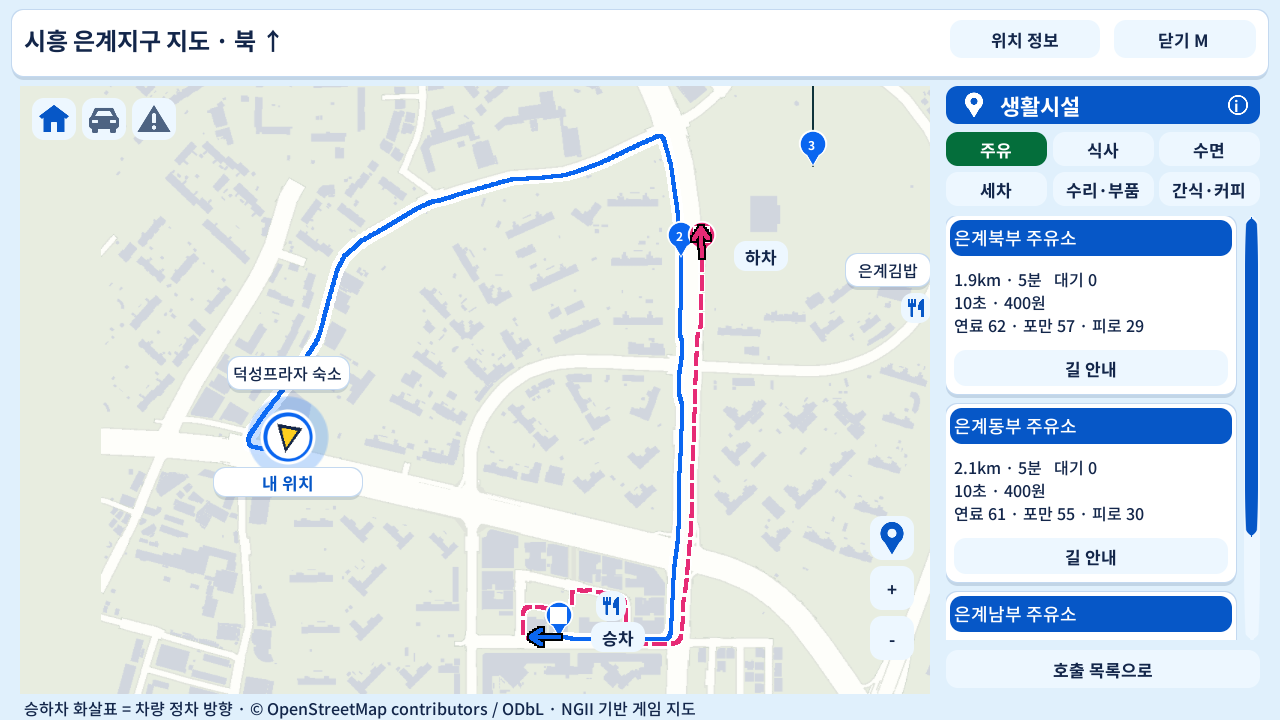 시흥 은계지구 지도 · 북 ↑
위치 정보
닫기 M
생활시설
주유
식사
수면
세차
수리·부품
간식·커피
은계북부 주유소
1.9km · 5분 대기 0
10초 · 400원
연료 62 · 포만 57 · 피로 29
길 안내
은계동부 주유소
2.1km · 5분 대기 0
10초 · 400원
연료 61 · 포만 55 · 피로 30
길 안내
은계남부 주유소
호출 목록으로
3
2
하차
은계김밥
덕성프라자 숙소
내 위치
승차
+
-
승하차 화살표 = 차량 정차 방향 · © OpenStreetMap contributors / ODbL · NGII 기반 게임 지도